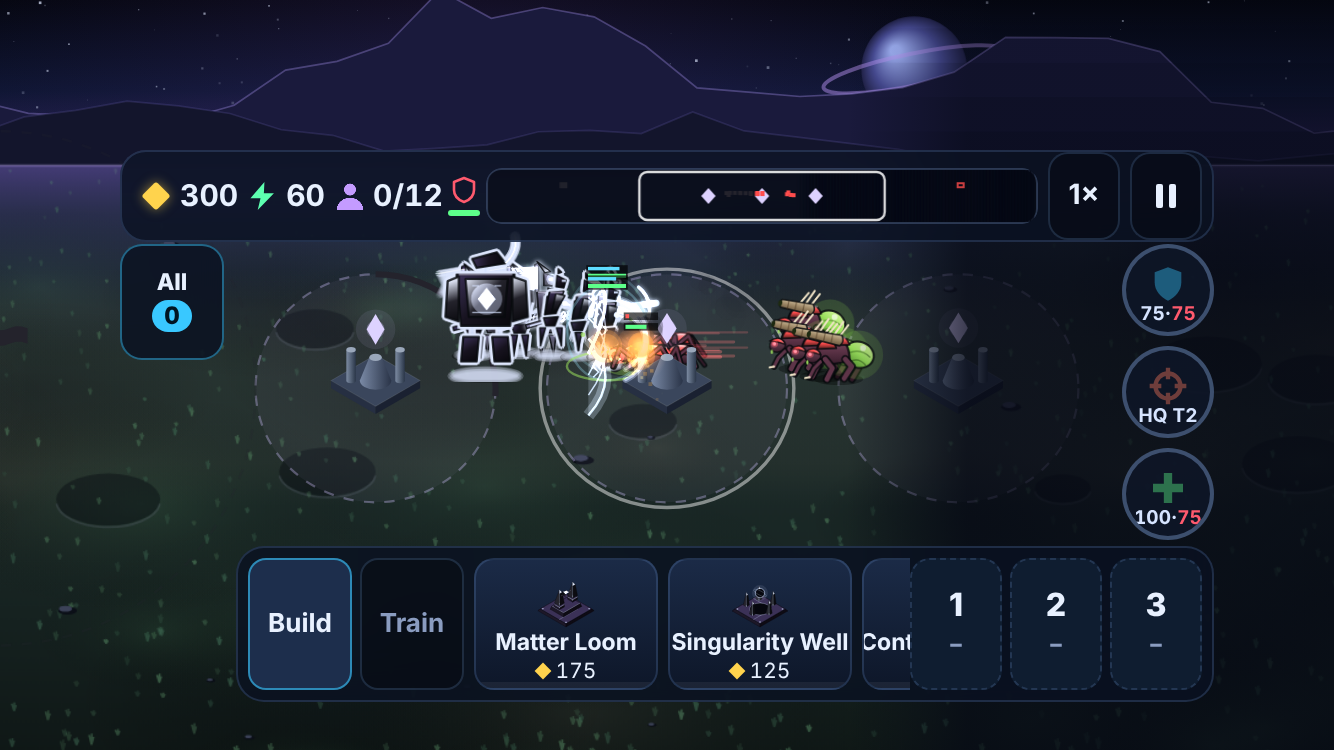 300 60 0/12 1×
All
0
75·75
HQ T2
100·75
Build Train
Matter Loom
175
Singularity Well
125
Cont
1
–
2
–
3
–